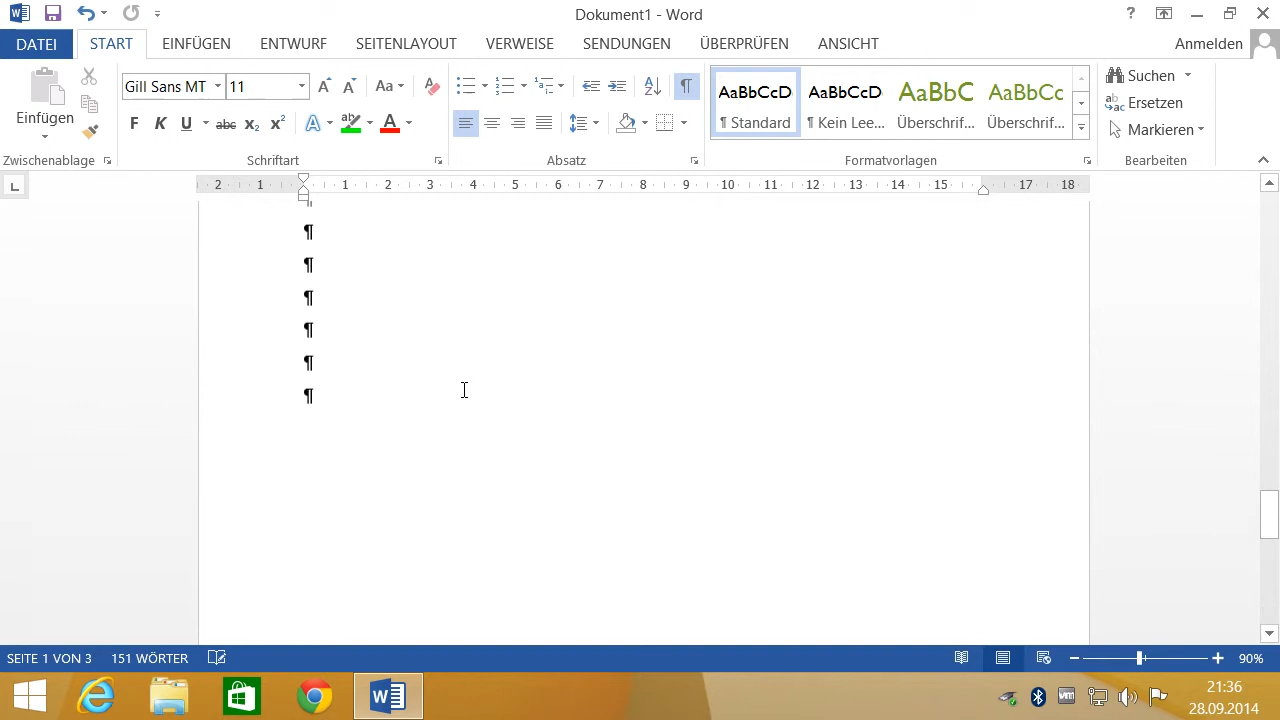 Dokument1 - Word
?
DATEI START EINFÜGEN ENTWURF SEITENLAYOUT VERWEISE SENDUNGEN ÜBERPRÜFEN ANSICHT Anmelden
Einfügen
Gill Sans MT 11 Aa
F K U abc x₂ x² A ab A
AaBbCcD AaBbCcD AaBbC AaBbCc
¶ Standard ¶ Kein Lee... Überschrif... Überschrif...
Suchen
Ersetzen
Markieren
Zwischenablage Schriftart Absatz Formatvorlagen Bearbeiten
2 1 1 2 3 4 5 6 7 8 9 10 11 12 13 14 15 17 18
¶
¶
¶
¶
¶
¶
SEITE 1 VON 3 151 WÖRTER 90%
21:36
28.09.2014